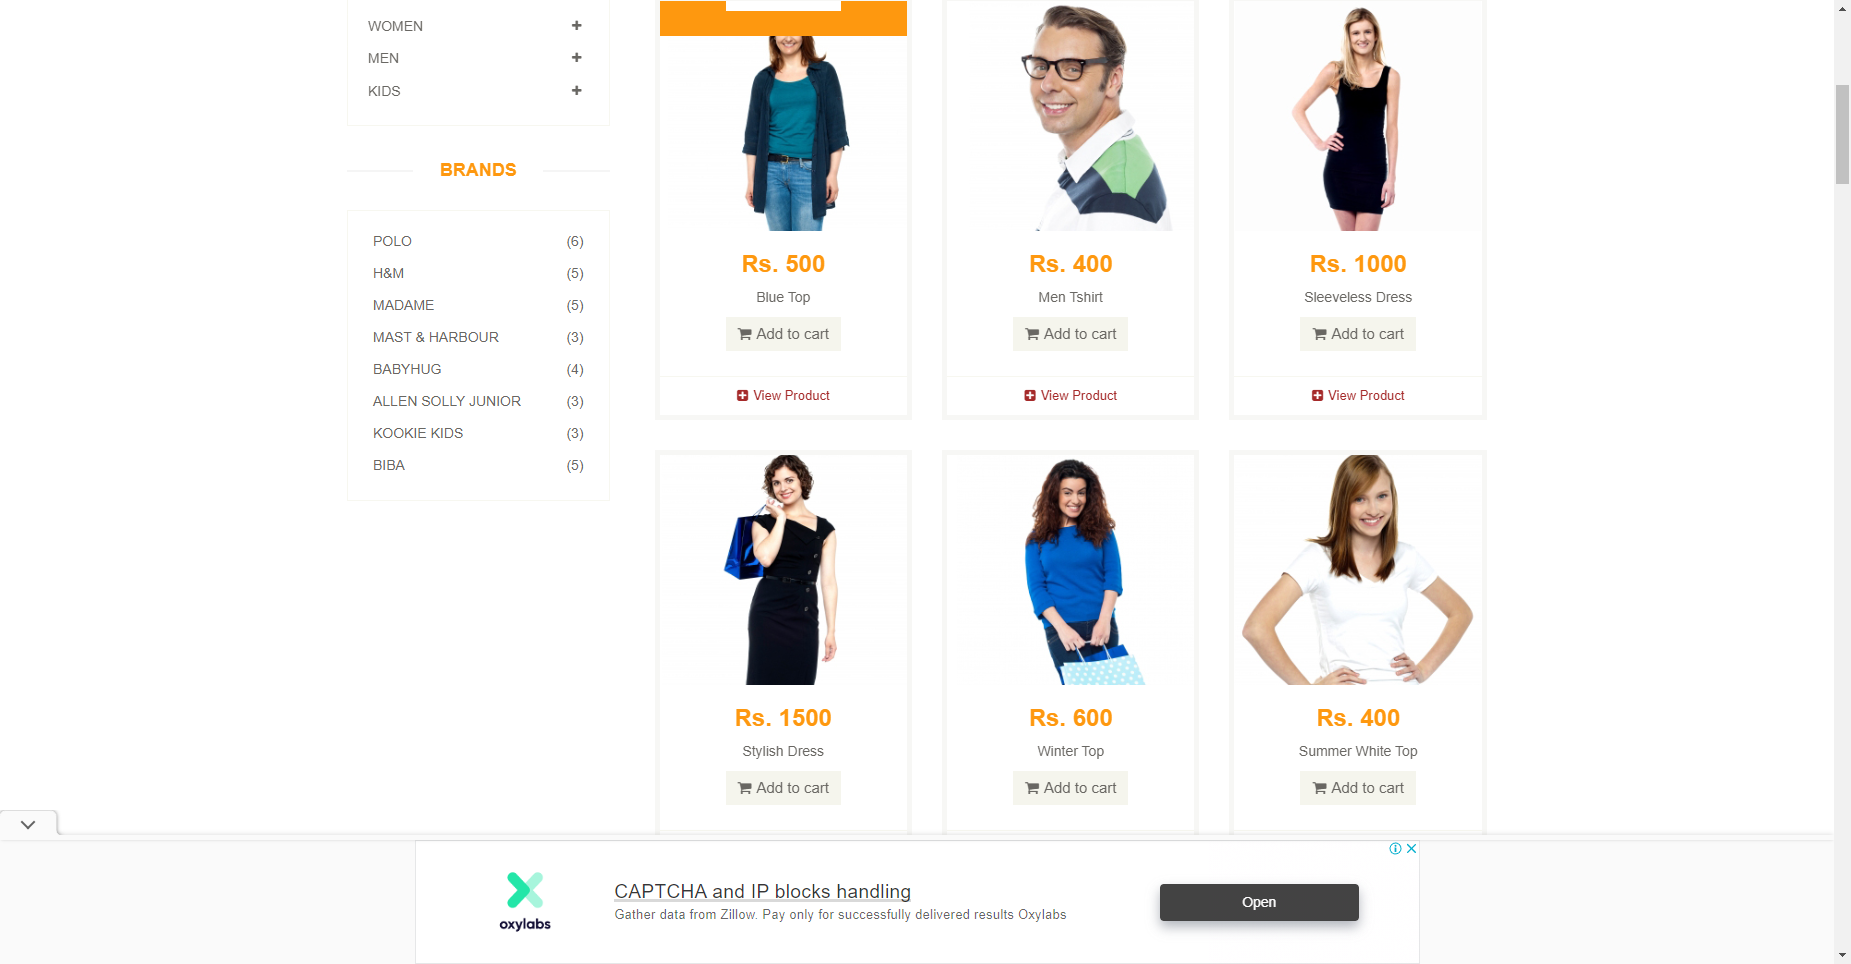 WOMEN
MEN
KIDS
BRANDS
POLO (6)
H&M (5)
MADAME (5)
MAST & HARBOUR (3)
BABYHUG (4)
ALLEN SOLLY JUNIOR (3)
KOOKIE KIDS (3)
BIBA (5)
Rs. 500
Blue Top
Add to cart
View Product
Rs. 400
Men Tshirt
Add to cart
View Product
Rs. 1000
Sleeveless Dress
Add to cart
View Product
Rs. 1500
Stylish Dress
Add to cart
Rs. 600
Winter Top
Add to cart
Rs. 400
Summer White Top
Add to cart
oxylabs
CAPTCHA and IP blocks handling
Gather data from Zillow. Pay only for successfully delivered results Oxylabs
Open